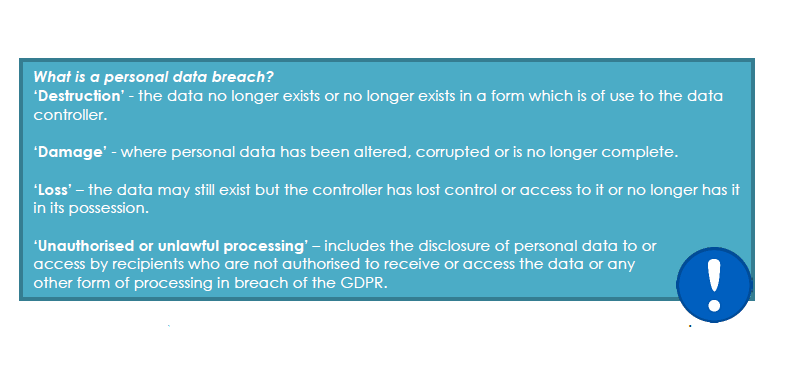 What is a personal data breach?
‘Destruction’ - the data no longer exists or no longer exists in a form which is of use to the data
controller.
‘Damage’ - where personal data has been altered, corrupted or is no longer complete.
‘Loss’ – the data may still exist but the controller has lost control or access to it or no longer has it
in its possession.
‘Unauthorised or unlawful processing’ – includes the disclosure of personal data to or
access by recipients who are not authorised to receive or access the data or any
other form of processing in breach of the GDPR.
!